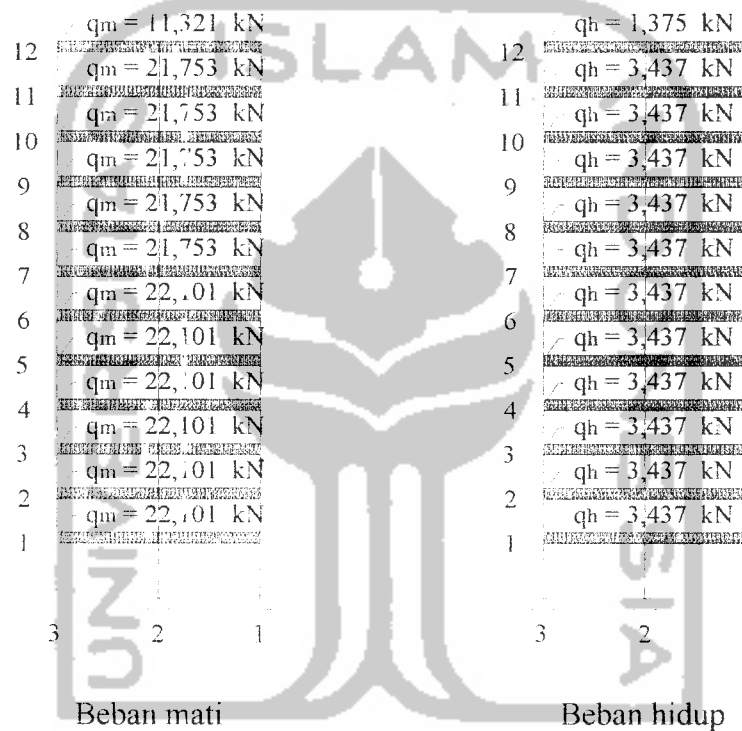 qm = 11,321 kN
12
qm = 21,753 kN
11
qm = 21,753 kN
10
qm = 21,753 kN
9
qm = 21,753 kN
8
qm = 21,753 kN
7
qm = 22,101 kN
6
qm = 22,101 kN
5
qm = 22,101 kN
4
qm = 22,101 kN
3
qm = 22,101 kN
2
qm = 22,101 kN
1
3 2 1
Beban mati
qh = 1,375 kN
12
qh = 3,437 kN
11
qh = 3,437 kN
10
qh = 3,437 kN
9
qh = 3,437 kN
8
qh = 3,437 kN
7
qh = 3,437 kN
6
qh = 3,437 kN
5
qh = 3,437 kN
4
qh = 3,437 kN
3
qh = 3,437 kN
2
qh = 3,437 kN
1
3 2
Beban hidup
ISLAM